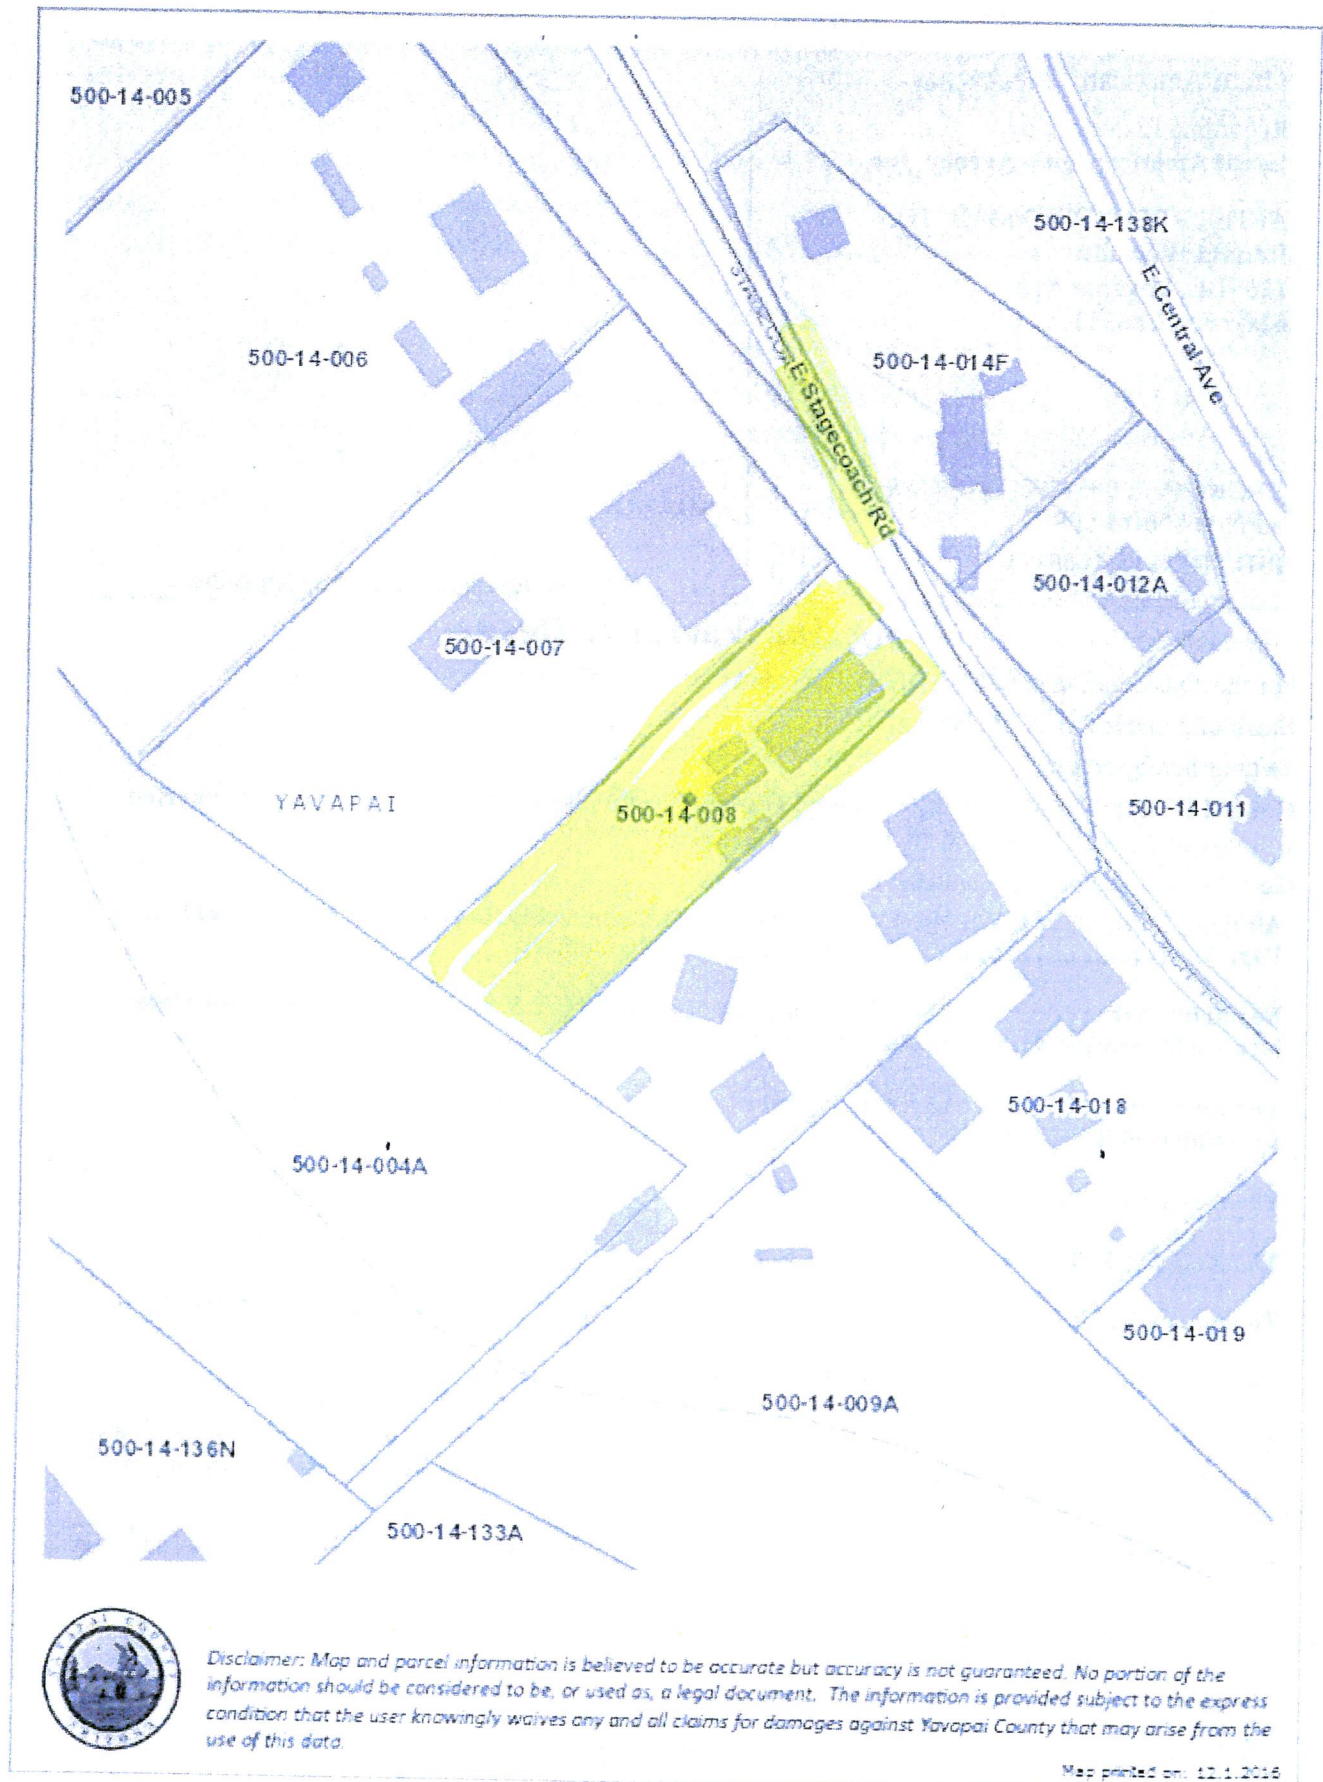 500-14-005
500-14-138K
E Central Ave
500-14-006
500-14-014F
E Stagecoach Rd
500-14-012A
500-14-007
YAVAPAI
500-14-008
500-14-011
500-14-018
500-14-004A
500-14-019
500-14-009A
500-14-136N
500-14-133A
YAVAPAI COUNTY
ARIZONA
Disclaimer: Map and parcel information is believed to be accurate but accuracy is not guaranteed. No portion of the
information should be considered to be, or used as, a legal document. The information is provided subject to the express
condition that the user knowingly waives any and all claims for damages against Yavapai County that may arise from the
use of this data.
Map printed on: 12.1.2016